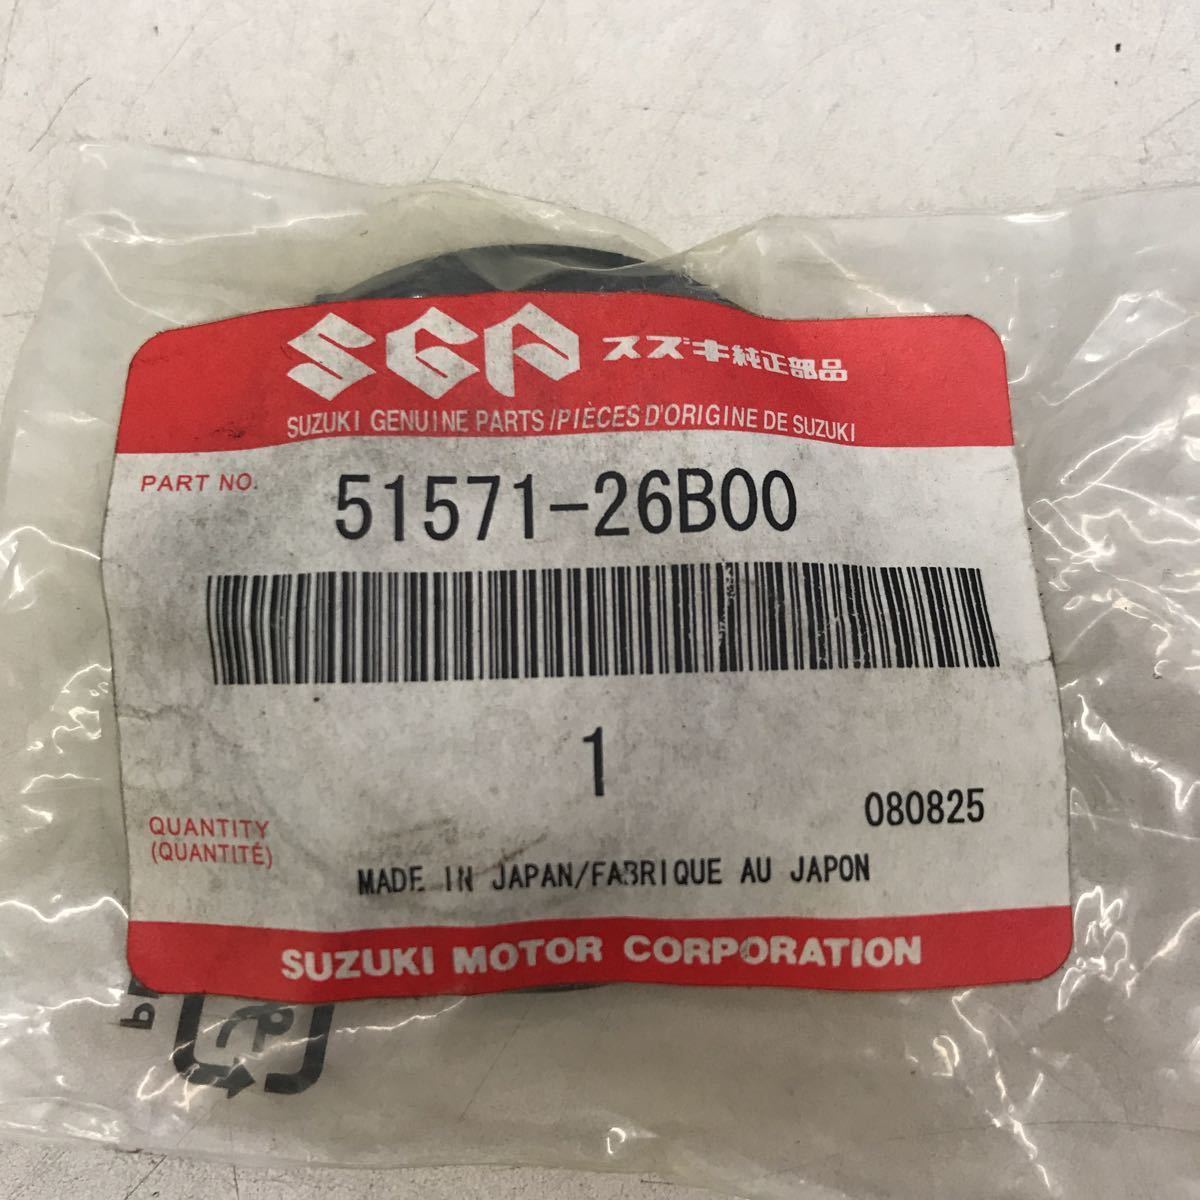 SGP スズキ純正部品
SUZUKI GENUINE PARTS/PIÈCES D'ORIGINE DE SUZUKI
PART NO. 51571-26B00
1
080825
QUANTITY
(QUANTITÉ)
MADE IN JAPAN/FABRIQUE AU JAPON
SUZUKI MOTOR CORPORATION